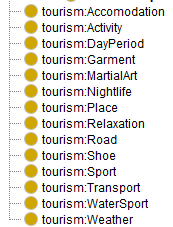 tourism:Accomodation
tourism:Activity
tourism:DayPeriod
tourism:Garment
tourism:MartialArt
tourism:Nightlife
tourism:Place
tourism:Relaxation
tourism:Road
tourism:Shoe
tourism:Sport
tourism:Transport
tourism:WaterSport
tourism:Weather